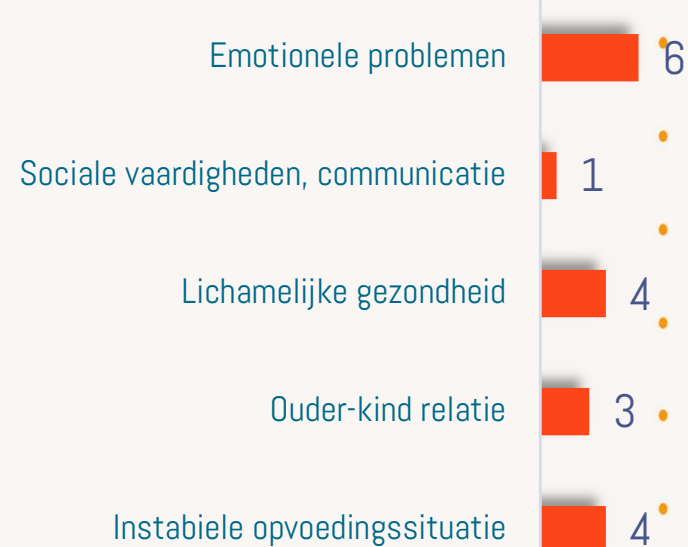 Emotionele problemen 6
Sociale vaardigheden, communicatie 1
Lichamelijke gezondheid 4
Ouder-kind relatie 3
Instabiele opvoedingssituatie 4